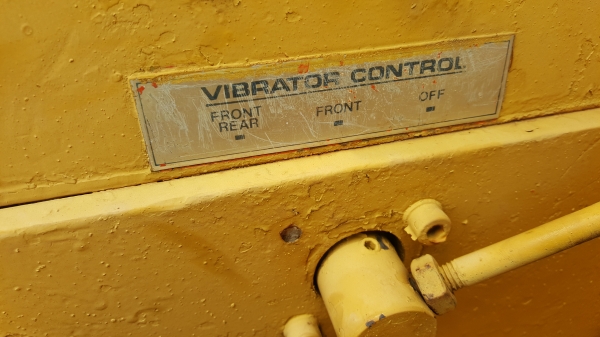 VIBRATOR CONTROL
FRONT REAR FRONT OFF